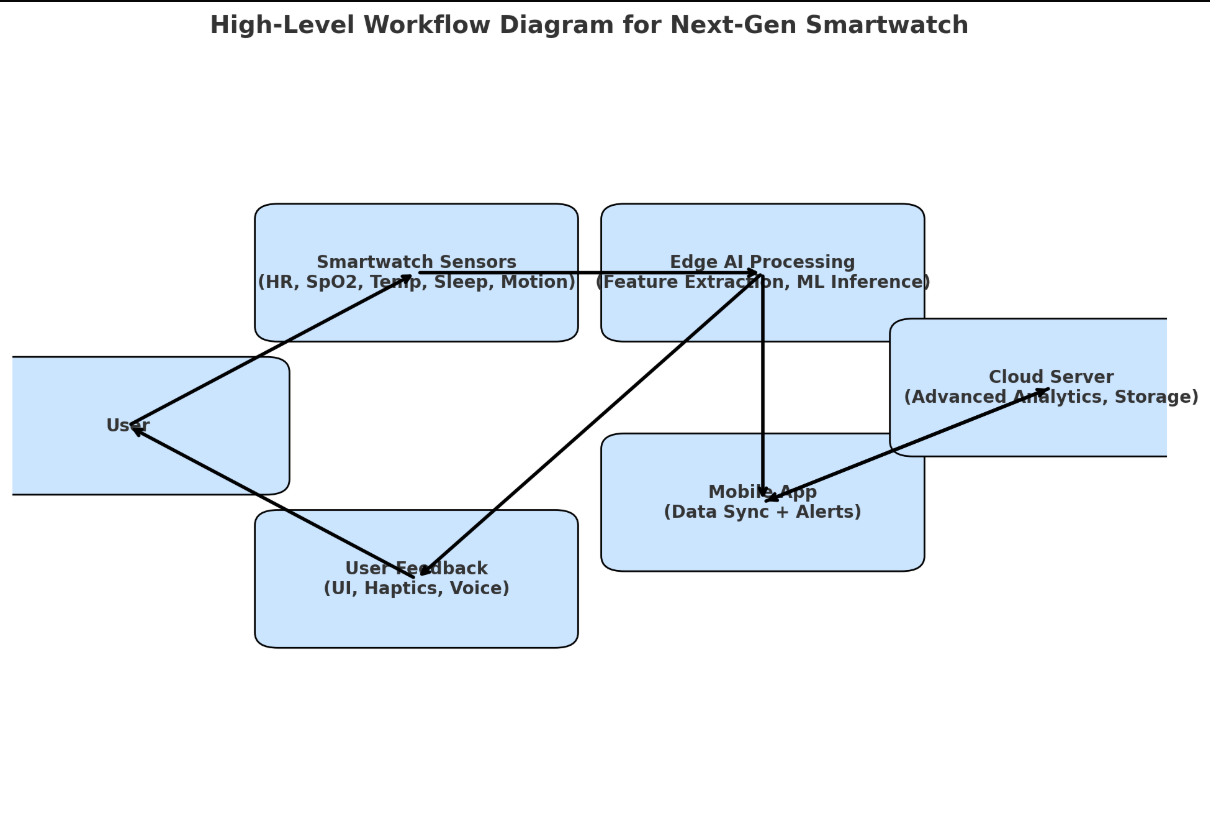 High-Level Workflow Diagram for Next-Gen Smartwatch
Smartwatch Sensors
(HR, SpO2, Temp, Sleep, Motion)
Edge AI Processing
(Feature Extraction, ML Inference)
Cloud Server
(Advanced Analytics, Storage)
User
Mobile App
(Data Sync + Alerts)
User Feedback
(UI, Haptics, Voice)